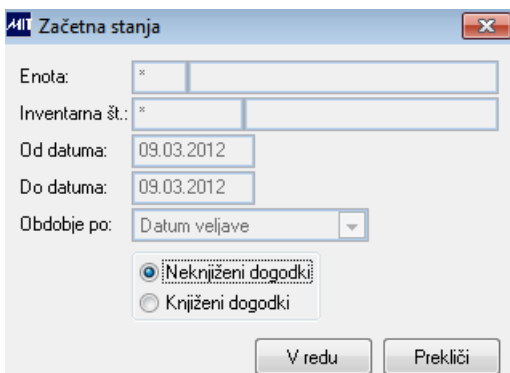 MIT Začetna stanja
Enota: *
Inventarna št.: *
Od datuma: 09.03.2012
Do datuma: 09.03.2012
Obdobje po: Datum veljave
Neknjiženi dogodki
Knjiženi dogodki
V redu Prekliči